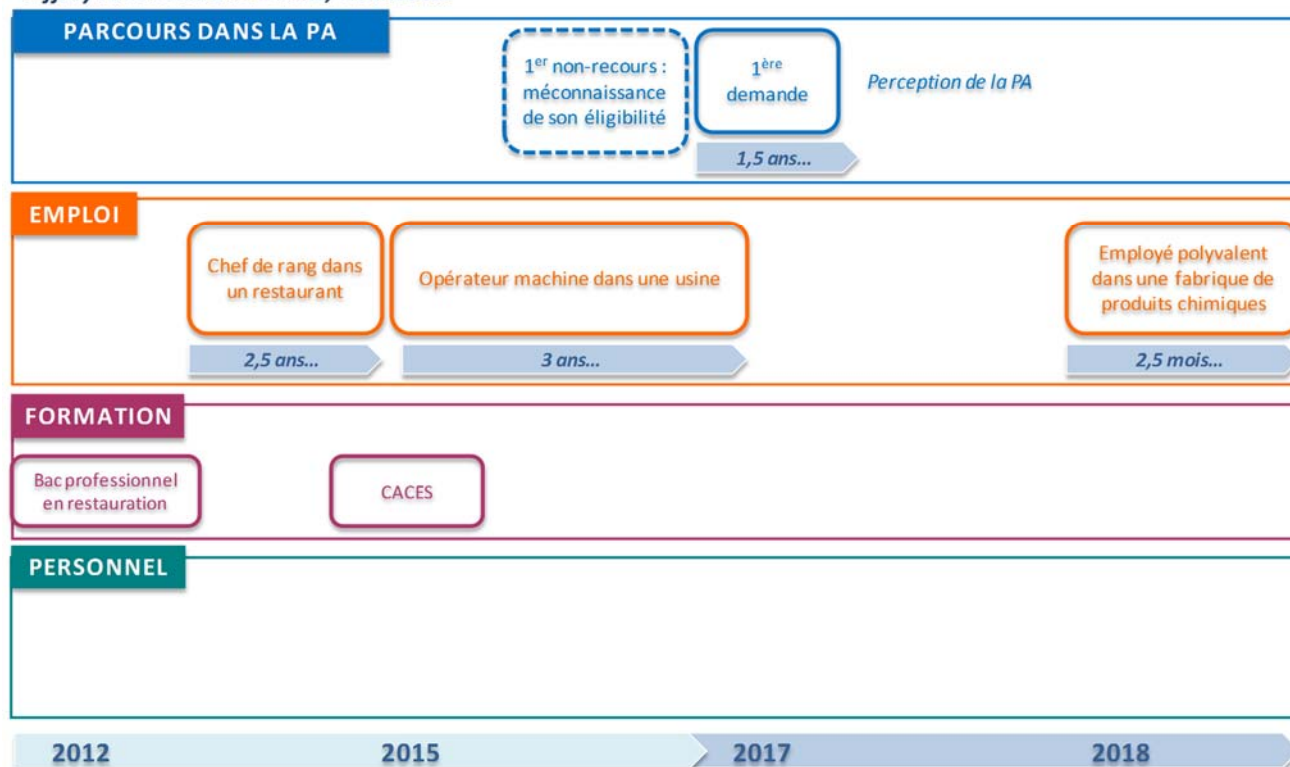 PARCOURS DANS LA PA
1er non-recours :
méconnaissance
de son éligibilité
1ère
demande
Perception de la PA
1,5 ans...
EMPLOI
Chef de rang dans
un restaurant
Opérateur machine dans une usine
Employé polyvalent
dans une fabrique de
produits chimiques
2,5 ans...
3 ans...
2,5 mois...
FORMATION
Bac professionnel
en restauration
CACES
PERSONNEL
2012
2015
2017
2018